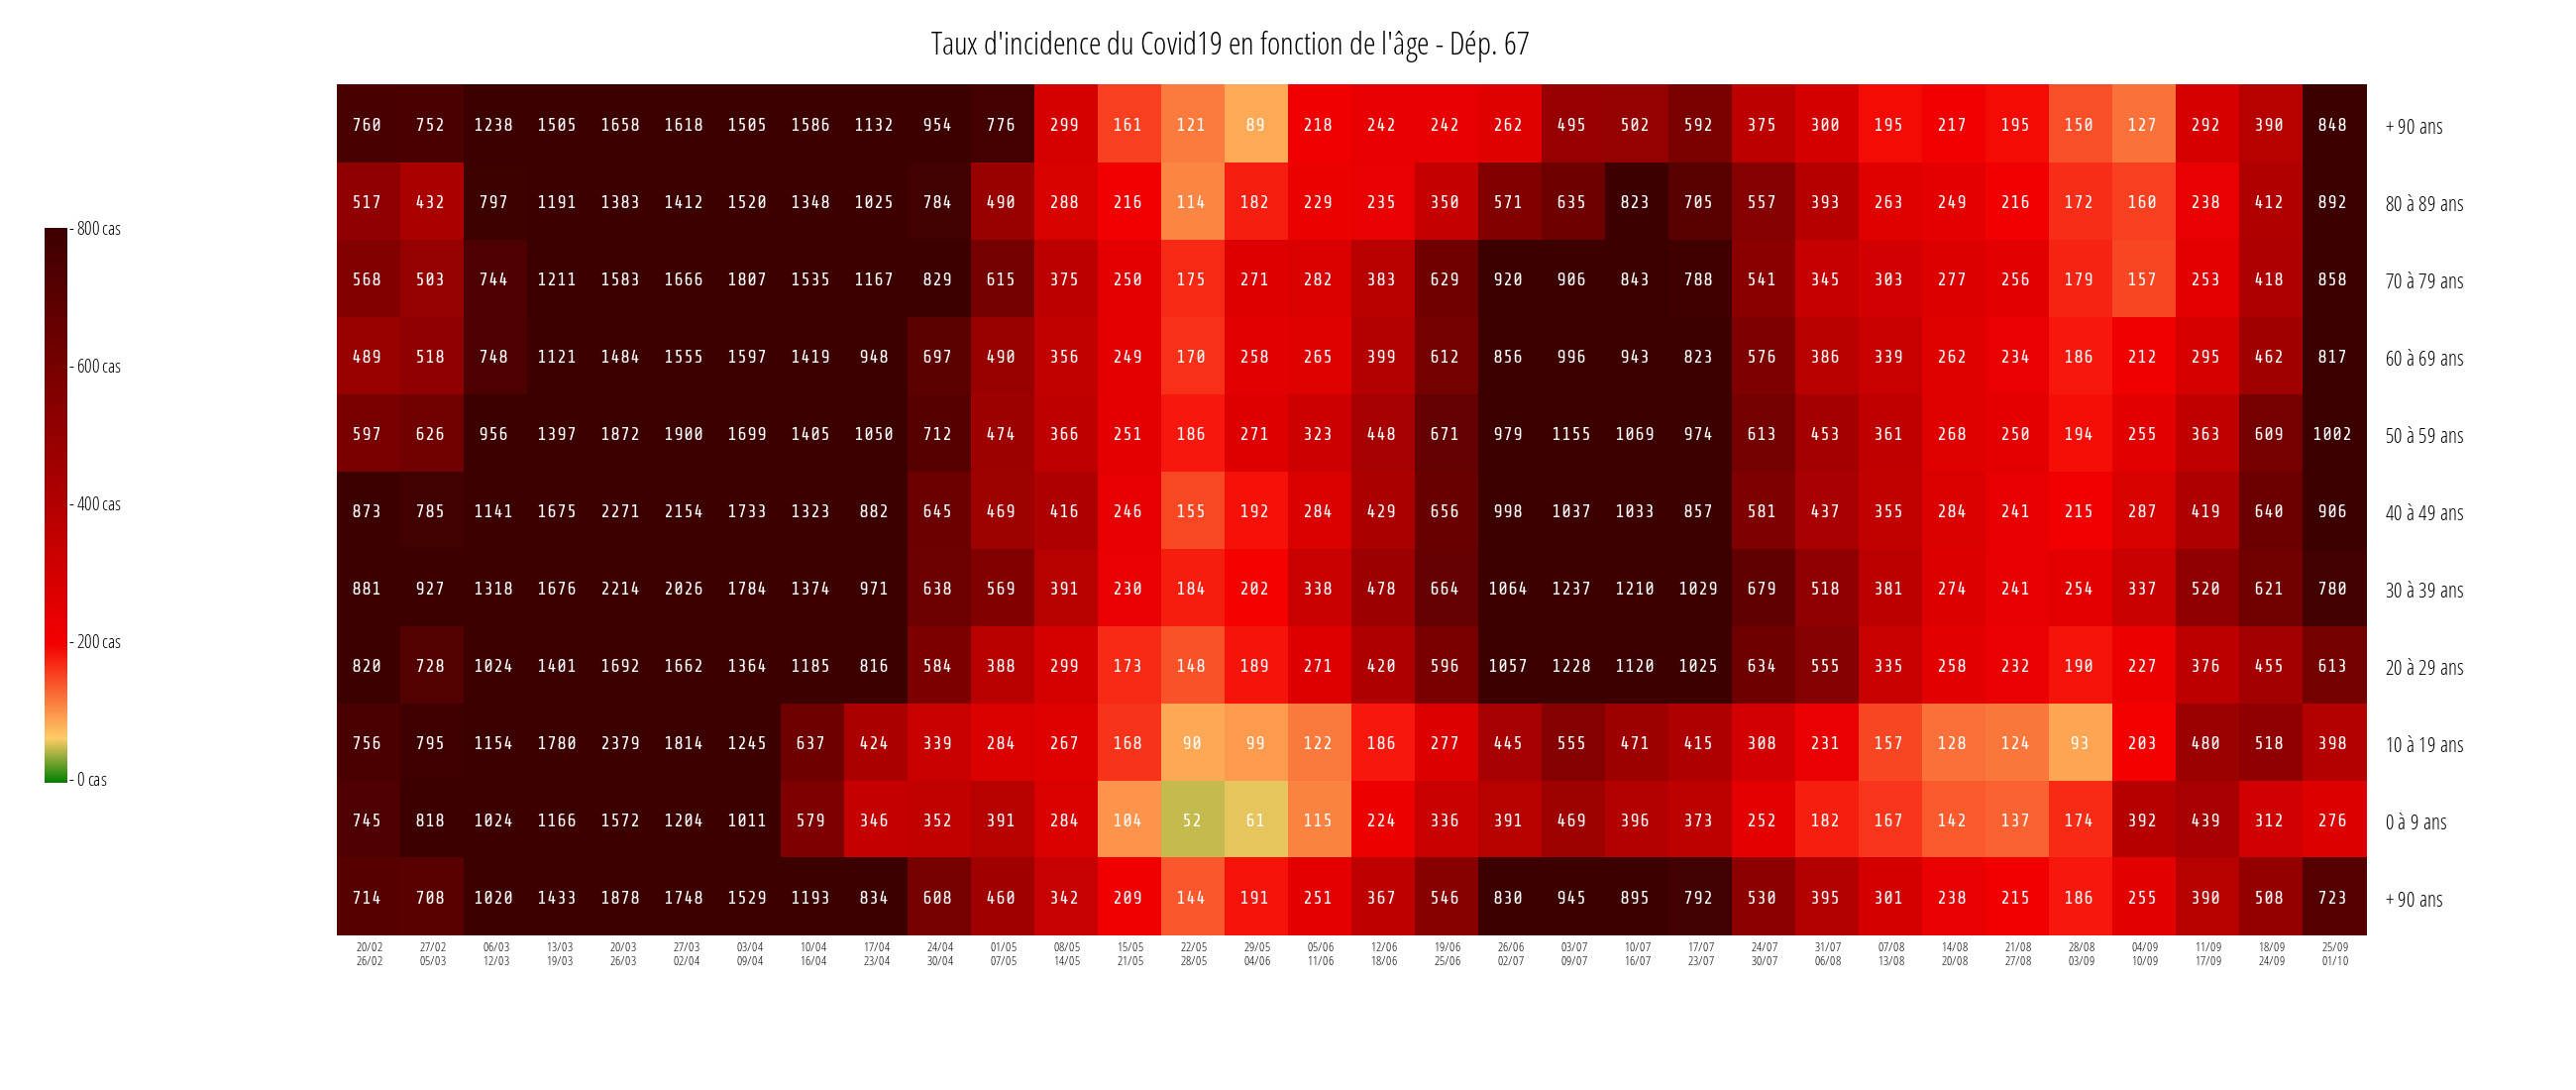 Taux d'incidence du Covid19 en fonction de l'âge - Dép. 67
760 752 1238 1505 1658 1618 1505 1586 1132 954 776 299 161 121 89 218 242 242 262 495 502 592 375 300 195 217 195 150 127 292 390 848 + 90 ans
517 432 797 1191 1383 1412 1520 1348 1025 784 490 288 216 114 182 229 235 350 571 635 823 705 557 393 263 249 216 172 160 238 412 892 80 à 89 ans
- 800 cas
568 503 744 1211 1583 1666 1807 1535 1167 829 615 375 250 175 271 282 383 629 920 906 843 788 541 345 303 277 256 179 157 253 418 858 70 à 79 ans
489 518 748 1121 1484 1555 1597 1419 948 697 490 356 249 170 258 265 399 612 856 996 943 823 576 386 339 262 234 186 212 295 462 817 60 à 69 ans
- 600 cas
597 626 956 1397 1872 1900 1699 1405 1050 712 474 366 251 186 271 323 448 671 979 1155 1069 974 613 453 361 268 250 194 255 363 609 1002 50 à 59 ans
- 400 cas
873 785 1141 1675 2271 2154 1733 1323 882 645 469 416 246 155 192 284 429 656 998 1037 1033 857 581 437 355 284 241 215 287 419 640 906 40 à 49 ans
881 927 1318 1676 2214 2026 1784 1374 971 638 569 391 230 184 202 338 478 664 1064 1237 1210 1029 679 518 381 274 241 254 337 520 621 780 30 à 39 ans
- 200 cas
820 728 1024 1401 1692 1662 1364 1185 816 584 388 299 173 148 189 271 420 596 1057 1228 1120 1025 634 555 335 258 232 190 227 376 455 613 20 à 29 ans
756 795 1154 1780 2379 1814 1245 637 424 339 284 267 168 90 99 122 186 277 445 555 471 415 308 231 157 128 124 93 203 480 518 398 10 à 19 ans
- 0 cas
745 818 1024 1166 1572 1204 1011 579 346 352 391 284 104 52 61 115 224 336 391 469 396 373 252 182 167 142 137 174 392 439 312 276 0 à 9 ans
714 708 1020 1433 1878 1748 1529 1193 834 608 460 342 209 144 191 251 367 546 830 945 895 792 530 395 301 238 215 186 255 390 508 723 + 90 ans
20/02 27/02 06/03 13/03 20/03 27/03 03/04 10/04 17/04 24/04 01/05 08/05 15/05 22/05 29/05 05/06 12/06 19/06 26/06 03/07 10/07 17/07 24/07 31/07 07/08 14/08 21/08 28/08 04/09 11/09 18/09 25/09
26/02 05/03 12/03 19/03 26/03 02/04 09/04 16/04 23/04 30/04 07/05 14/05 21/05 28/05 04/06 11/06 18/06 25/06 02/07 09/07 16/07 23/07 30/07 06/08 13/08 20/08 27/08 03/09 10/09 17/09 24/09 01/10